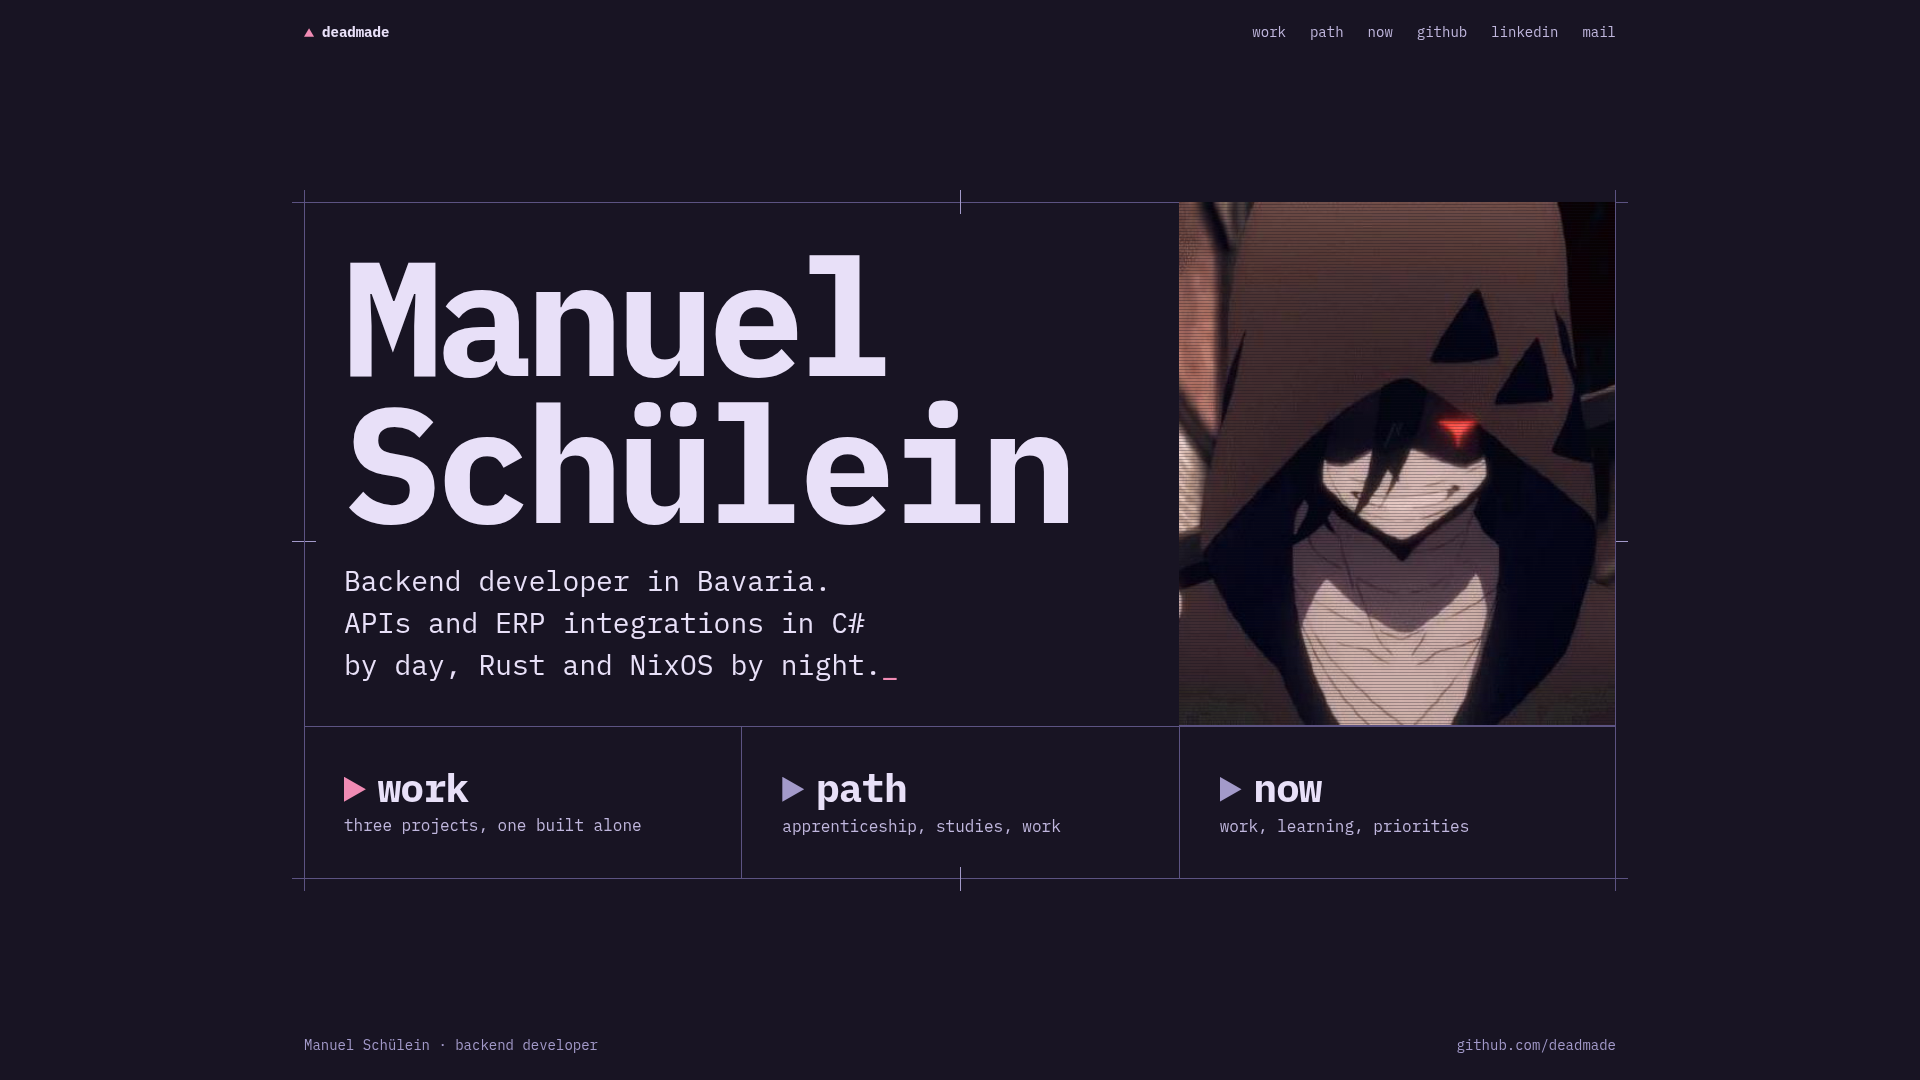 deadmade
work path now github linkedin mail
Manuel
Schülein
Backend developer in Bavaria.
APIs and ERP integrations in C#
by day, Rust and NixOS by night._
work
three projects, one built alone
path
apprenticeship, studies, work
now
work, learning, priorities
Manuel Schülein · backend developer
github.com/deadmade